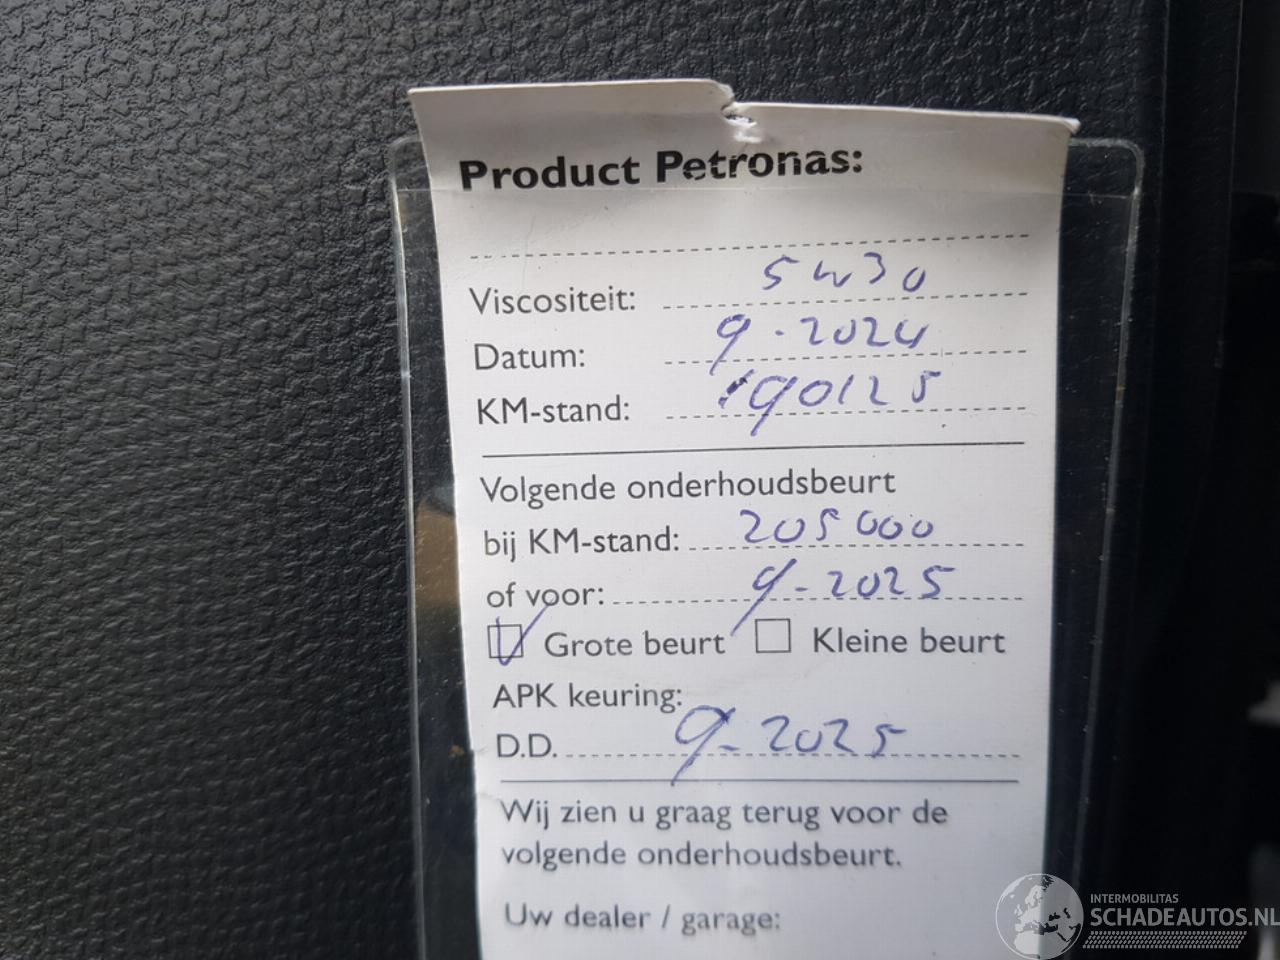 Product Petronas:
Viscositeit: 5w30
Datum: 9-2024
KM-stand: 190125
Volgende onderhoudsbeurt
bij KM-stand: 205000
of voor: 9-2025
Grote beurt Kleine beurt
APK keuring:
D.D. 9-2025
Wij zien u graag terug voor de
volgende onderhoudsbeurt.
Uw dealer / garage:
INTERMOBILITAS
SCHADEAUTOS.NL